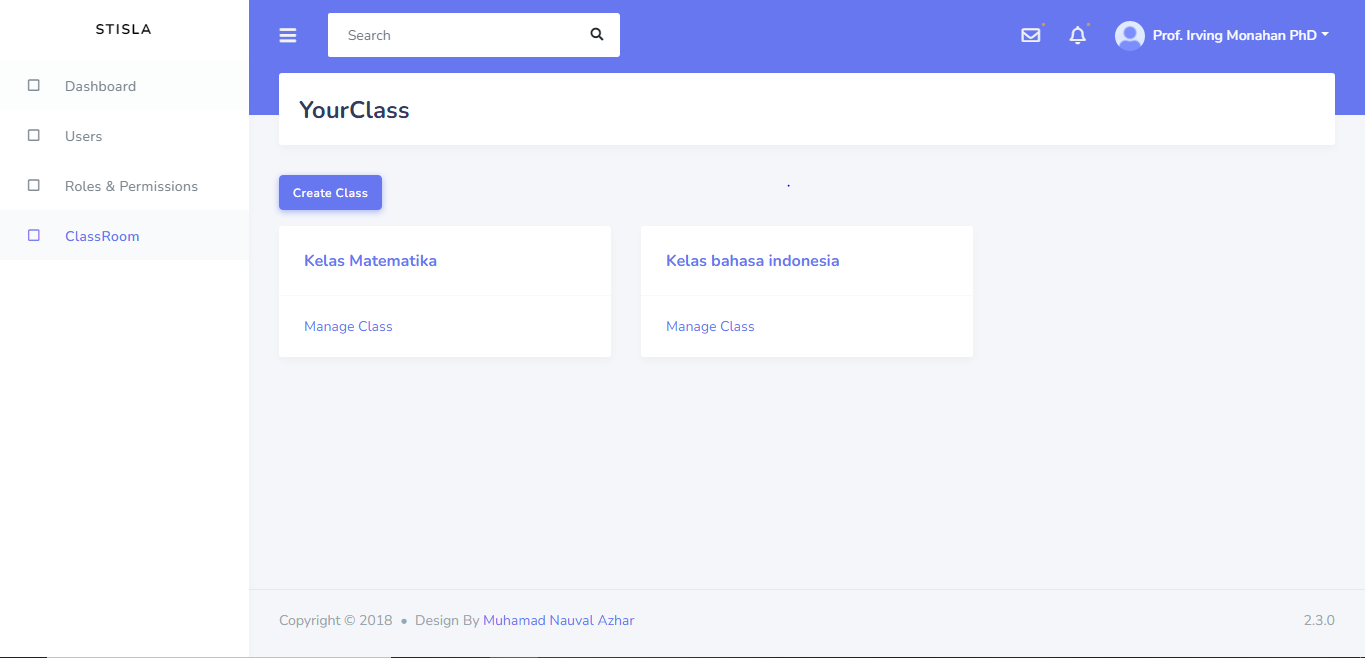 STISLA
Search
Prof. Irving Monahan PhD
Dashboard
Users
Roles & Permissions
ClassRoom
YourClass
Create Class
Kelas Matematika
Manage Class
Kelas bahasa indonesia
Manage Class
Copyright © 2018 • Design By Muhamad Nauval Azhar
2.3.0